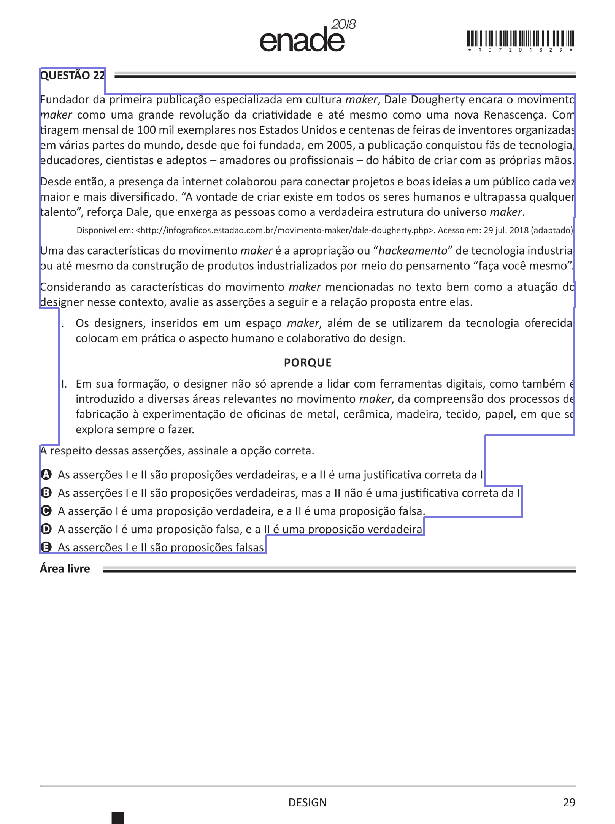 enade 2018
*R07201829*
QUESTÃO 22
Fundador da primeira publicação especializada em cultura maker, Dale Dougherty encara o movimento
maker como uma grande revolução da criatividade e até mesmo como uma nova Renascença. Com
tiragem mensal de 100 mil exemplares nos Estados Unidos e centenas de feiras de inventores organizadas
em várias partes do mundo, desde que foi fundada, em 2005, a publicação conquistou fãs de tecnologia,
educadores, cientistas e adeptos – amadores ou profissionais – do hábito de criar com as próprias mãos.
Desde então, a presença da internet colaborou para conectar projetos e boas ideias a um público cada vez
maior e mais diversificado. “A vontade de criar existe em todos os seres humanos e ultrapassa qualquer
talento”, reforça Dale, que enxerga as pessoas como a verdadeira estrutura do universo maker.
Disponível em: <http://infograficos.estadao.com.br/movimento-maker/dale-dougherty.php>. Acesso em: 29 jul. 2018 (adaptado)
Uma das características do movimento maker é a apropriação ou “hackeamento” de tecnologia industrial
ou até mesmo da construção de produtos industrializados por meio do pensamento “faça você mesmo”.
Considerando as características do movimento maker mencionadas no texto bem como a atuação do
designer nesse contexto, avalie as asserções a seguir e a relação proposta entre elas.
I. Os designers, inseridos em um espaço maker, além de se utilizarem da tecnologia oferecida,
colocam em prática o aspecto humano e colaborativo do design.
PORQUE
II. Em sua formação, o designer não só aprende a lidar com ferramentas digitais, como também é
introduzido a diversas áreas relevantes no movimento maker, da compreensão dos processos de
fabricação à experimentação de oficinas de metal, cerâmica, madeira, tecido, papel, em que se
explora sempre o fazer.
A respeito dessas asserções, assinale a opção correta.
A As asserções I e II são proposições verdadeiras, e a II é uma justificativa correta da I.
B As asserções I e II são proposições verdadeiras, mas a II não é uma justificativa correta da I.
C A asserção I é uma proposição verdadeira, e a II é uma proposição falsa.
D A asserção I é uma proposição falsa, e a II é uma proposição verdadeira.
E As asserções I e II são proposições falsas.
Área livre
DESIGN
29